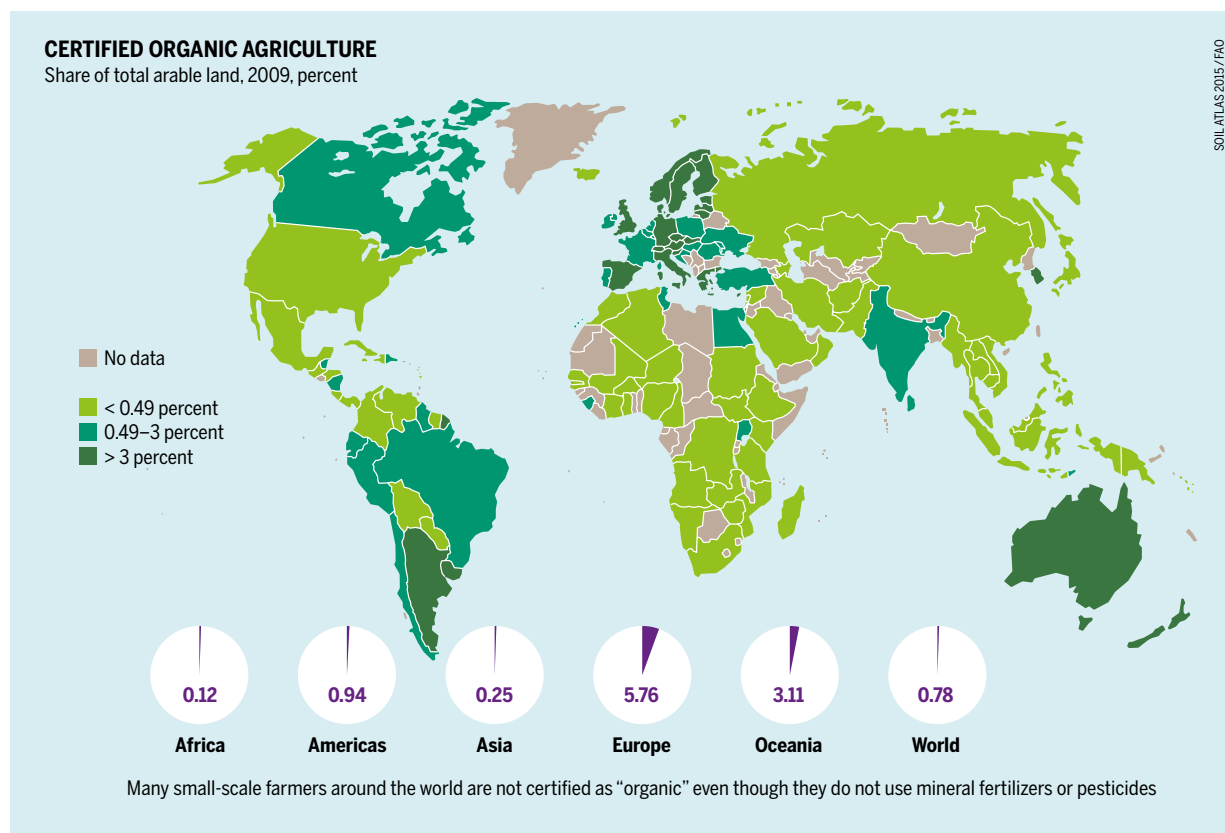 CERTIFIED ORGANIC AGRICULTURE
Share of total arable land, 2009, percent
SOIL ATLAS 2015 / FAO
No data
< 0.49 percent
0.49–3 percent
> 3 percent
0.12
0.94
0.25
5.76
3.11
0.78
Africa
Americas
Asia
Europe
Oceania
World
Many small-scale farmers around the world are not certified as “organic” even though they do not use mineral fertilizers or pesticides